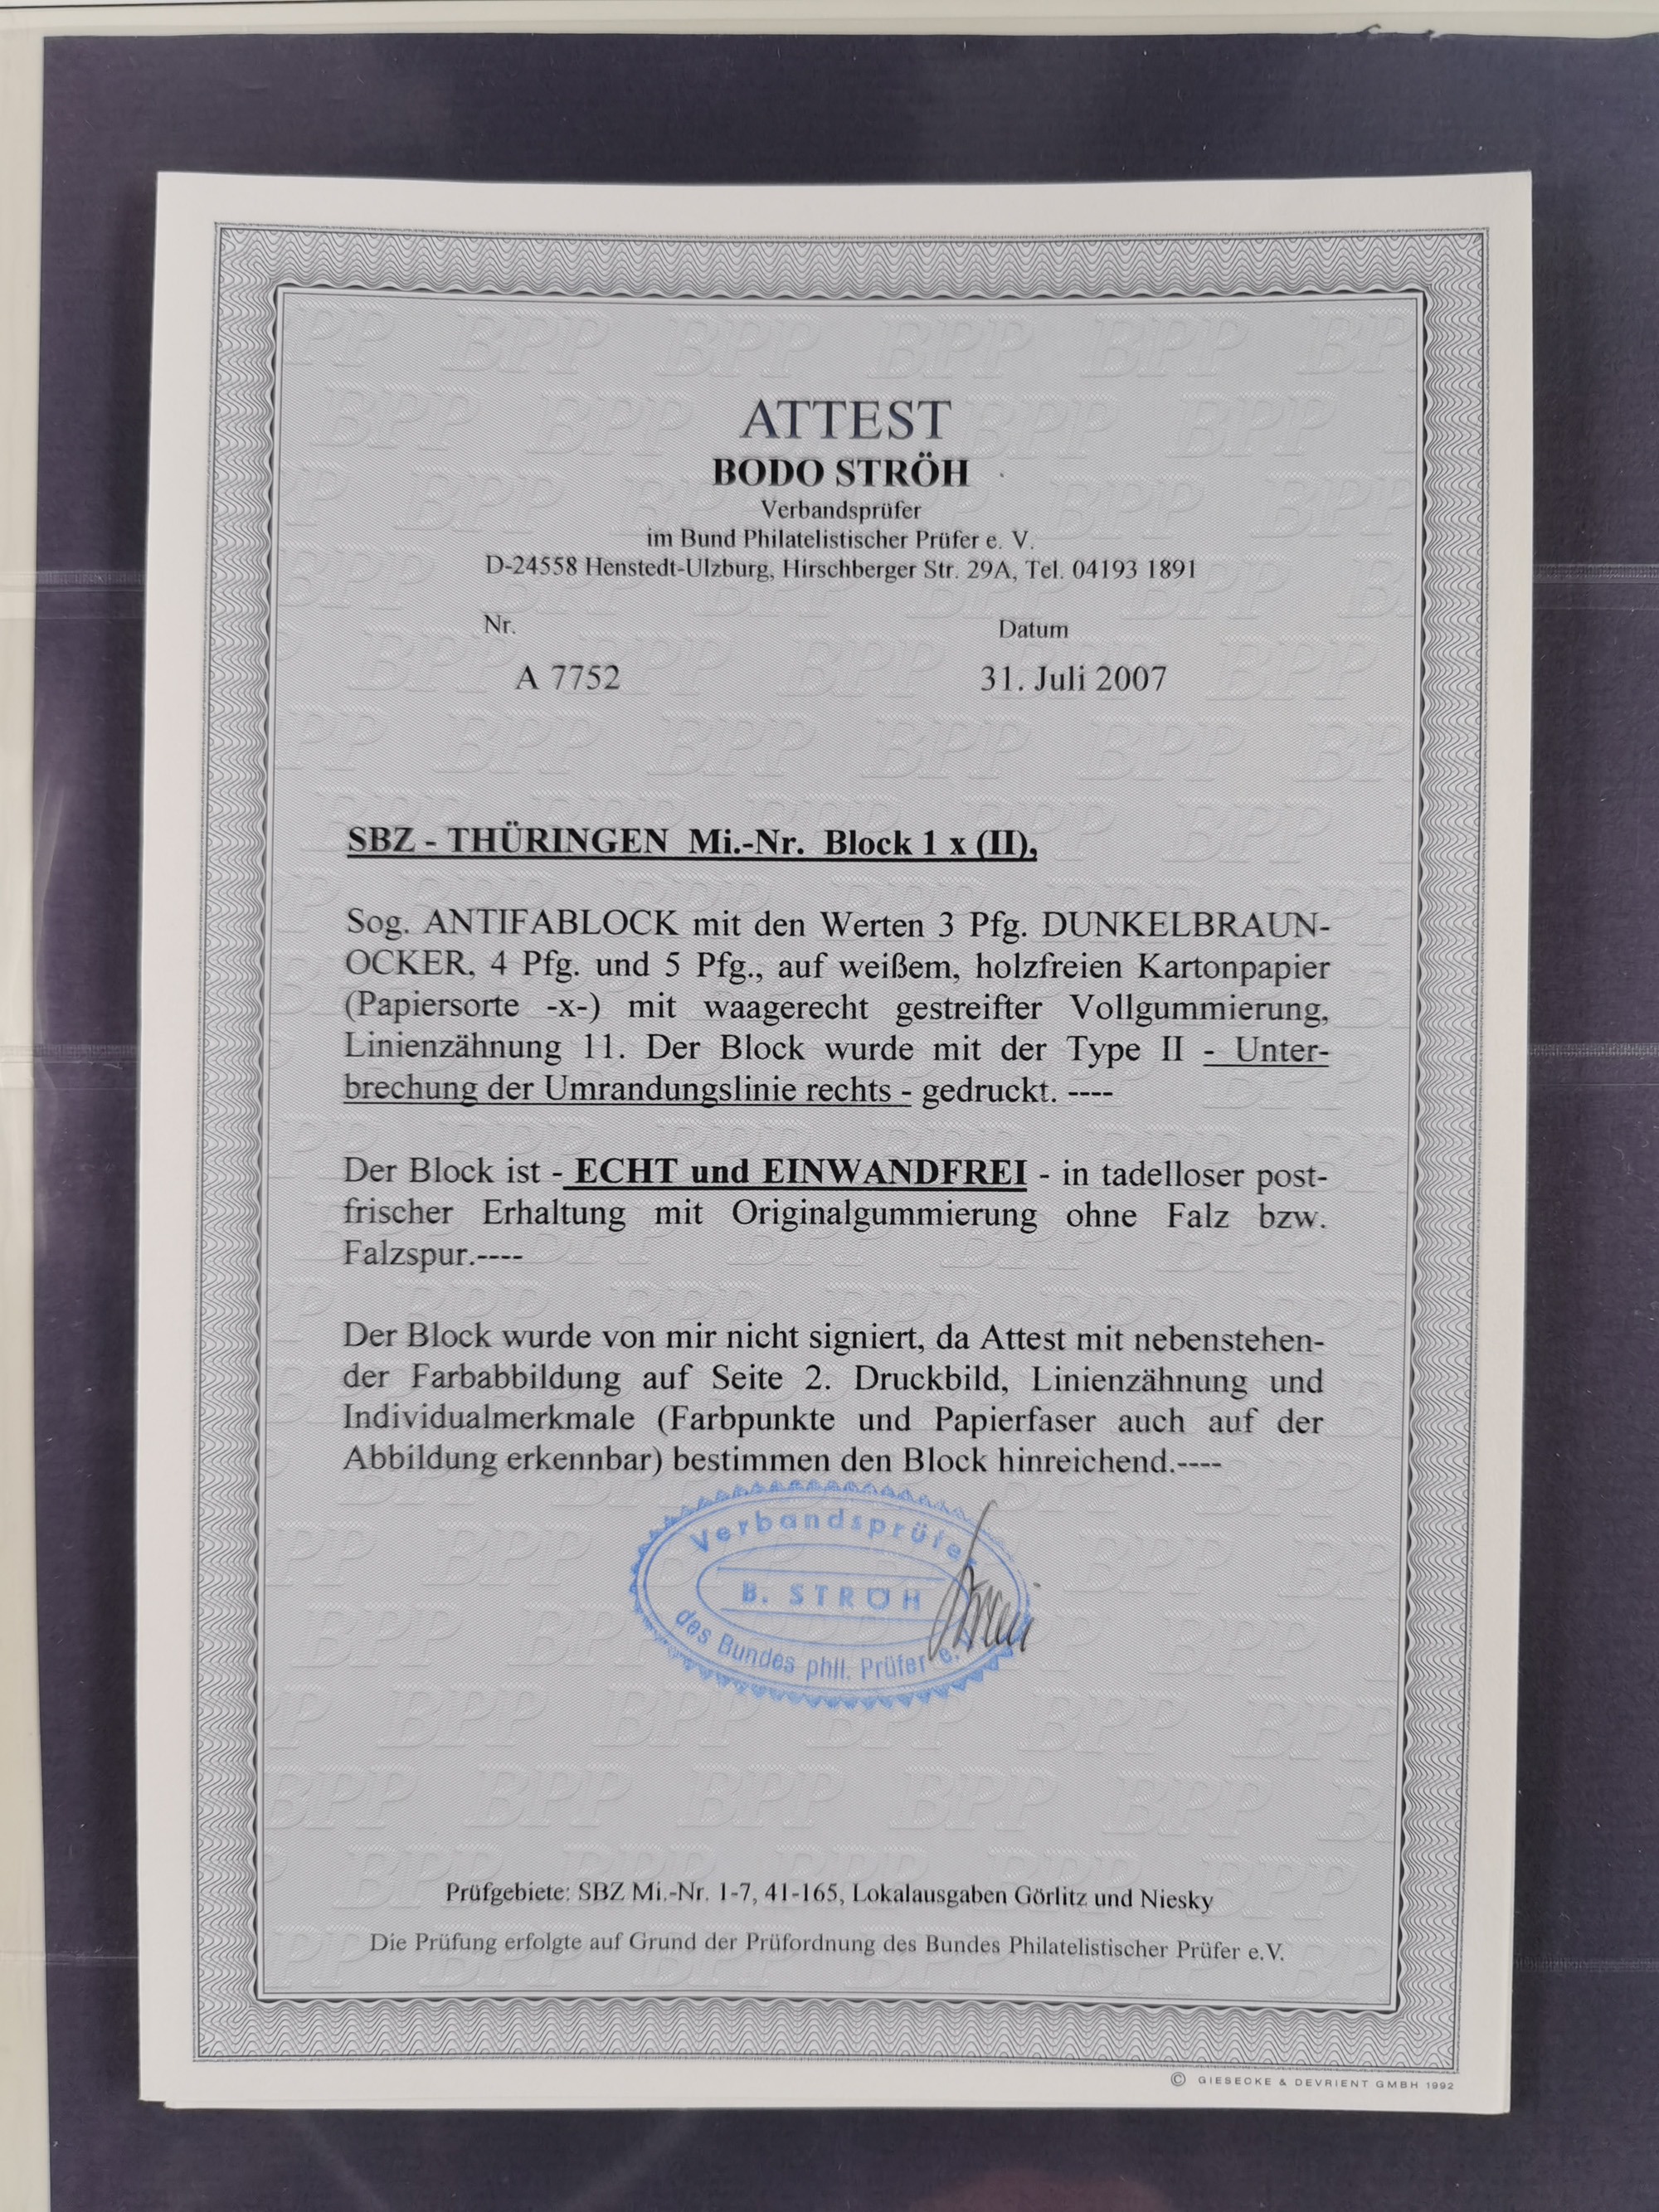 ATTEST
BODO STRÖH
Verbandsprüfer
im Bund Philatelistischer Prüfer e. V.
D-24558 Henstedt-Ulzburg, Hirschberger Str. 29A, Tel. 04193 1891
Nr. Datum
A 7752 31. Juli 2007
SBZ - THÜRINGEN Mi.-Nr. Block 1 x (II),
Sog. ANTIFABLOCK mit den Werten 3 Pfg. DUNKELBRAUN-
OCKER, 4 Pfg. und 5 Pfg., auf weißem, holzfreien Kartonpapier
(Papiersorte -x-) mit waagerecht gestreifter Vollgummierung,
Linienzähnung 11. Der Block wurde mit der Type II - Unter-
brechung der Umrandungslinie rechts - gedruckt. ----
Der Block ist - ECHT und EINWANDFREI - in tadelloser post-
frischer Erhaltung mit Originalgummierung ohne Falz bzw.
Falzspur.----
Der Block wurde von mir nicht signiert, da Attest mit nebenstehen-
der Farbabbildung auf Seite 2. Druckbild, Linienzähnung und
Individualmerkmale (Farbpunkte und Papierfaser auch auf der
Abbildung erkennbar) bestimmen den Block hinreichend.----
Verbandsprüfer
B. STRÖH
des Bundes phil. Prüfer e.
Prüfgebiete: SBZ Mi.-Nr. 1-7, 41-165, Lokalausgaben Görlitz und Niesky
Die Prüfung erfolgte auf Grund der Prüfordnung des Bundes Philatelistischer Prüfer e.V.
© GIESECKE & DEVRIENT GMBH 1992